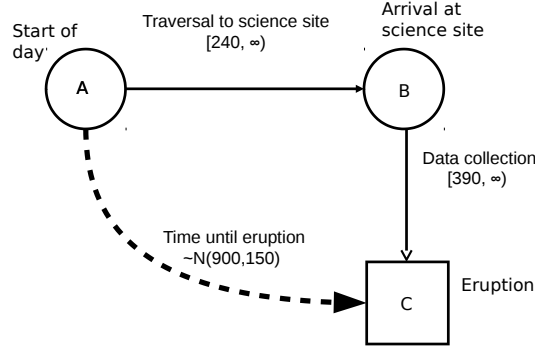 Start of
day
Traversal to science site
[240, ∞)
Arrival at
science site
A
B
Data collection
[390, ∞)
Time until eruption
~N(900,150)
C
Eruption